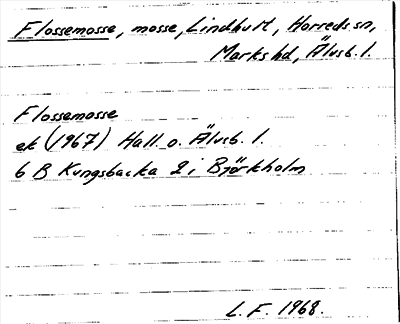 Flossemosse, mosse, Lindhult, Horreds sn,
Marks hd, Älvsb. l.
Flossemosse
ek (1967) Hall. o. Älvsb. l.
6 B Kungsbacka 2 i Björkholm
L. F. 1968.